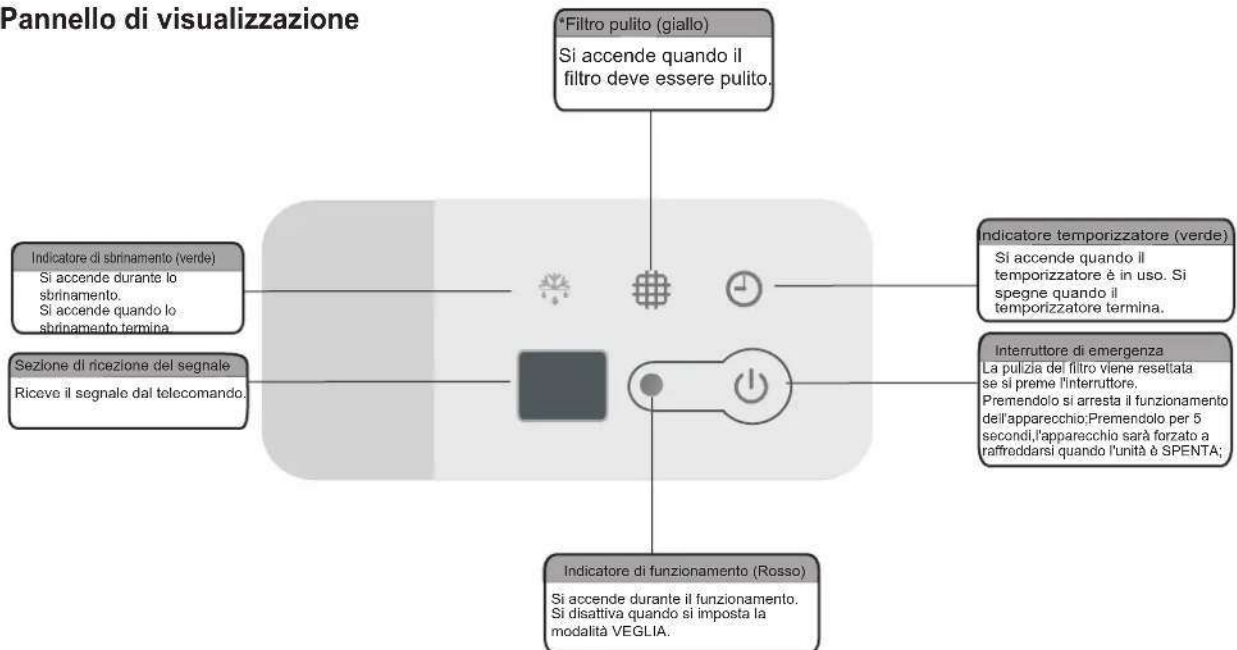 Pannello di visualizzazione
*Filtro pulito (giallo)
Si accende quando il
filtro deve essere pulito.
Indicatore di sbrinamento (verde)
Si accende durante lo
sbrinamento.
Si accende quando lo
sbrinamento termina.
Sezione di ricezione del segnale
Riceve il segnale dal telecomando.
Indicatore temporizzatore (verde)
Si accende quando il
temporizzatore è in uso. Si
spegne quando il
temporizzatore termina.
Interruttore di emergenza
La pulizia del filtro viene resettata
se si preme l'interruttore.
Premendolo si arresta il funzionamento
dell'apparecchio;Premendolo per 5
secondi,l'apparecchio sarà forzato a
raffreddarsi quando l'unità è SPENTA;
Indicatore di funzionamento (Rosso)
Si accende durante il funzionamento.
Si disattiva quando si imposta la
modalità VEGLIA.